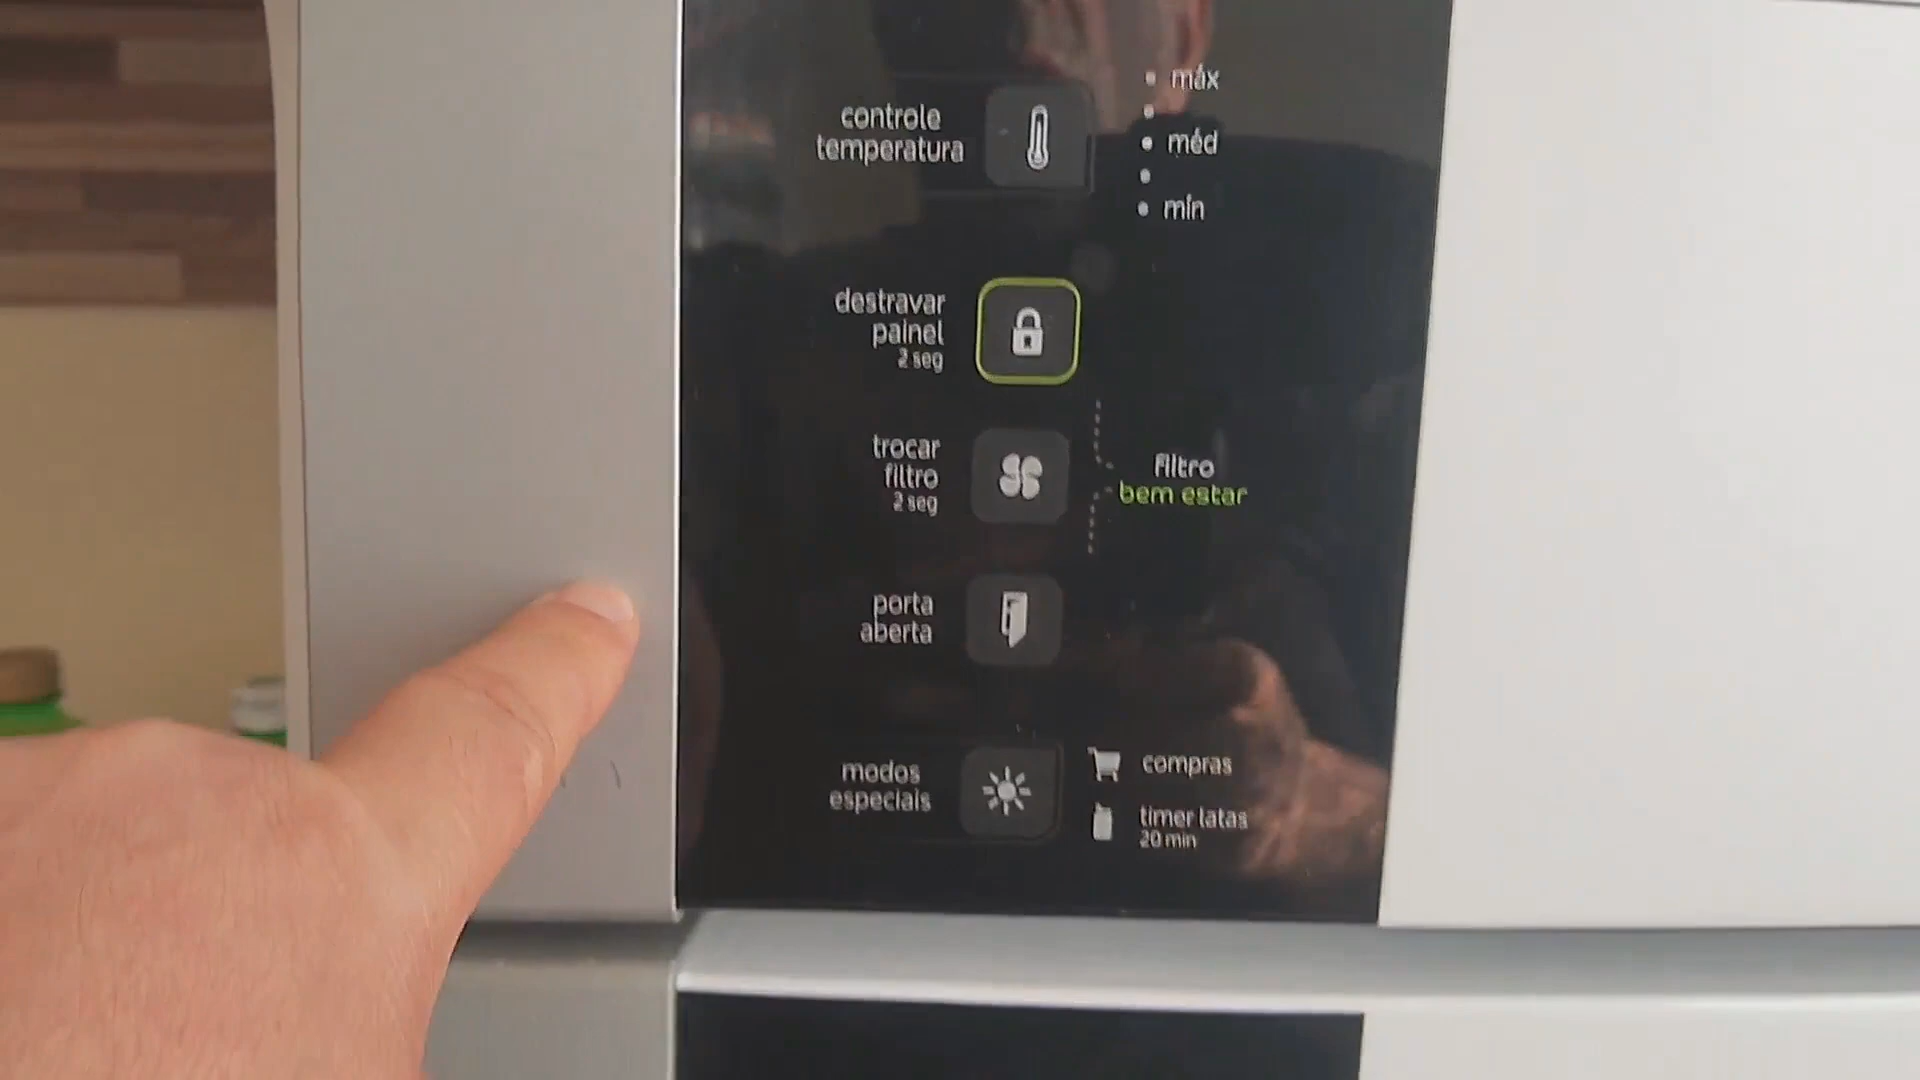 controle
temperatura
máx
méd
mín
destravar
painel
2 seg
trocar
filtro
2 seg
filtro
bem estar
porta
aberta
modos
especiais
compras
timer latas
20 min